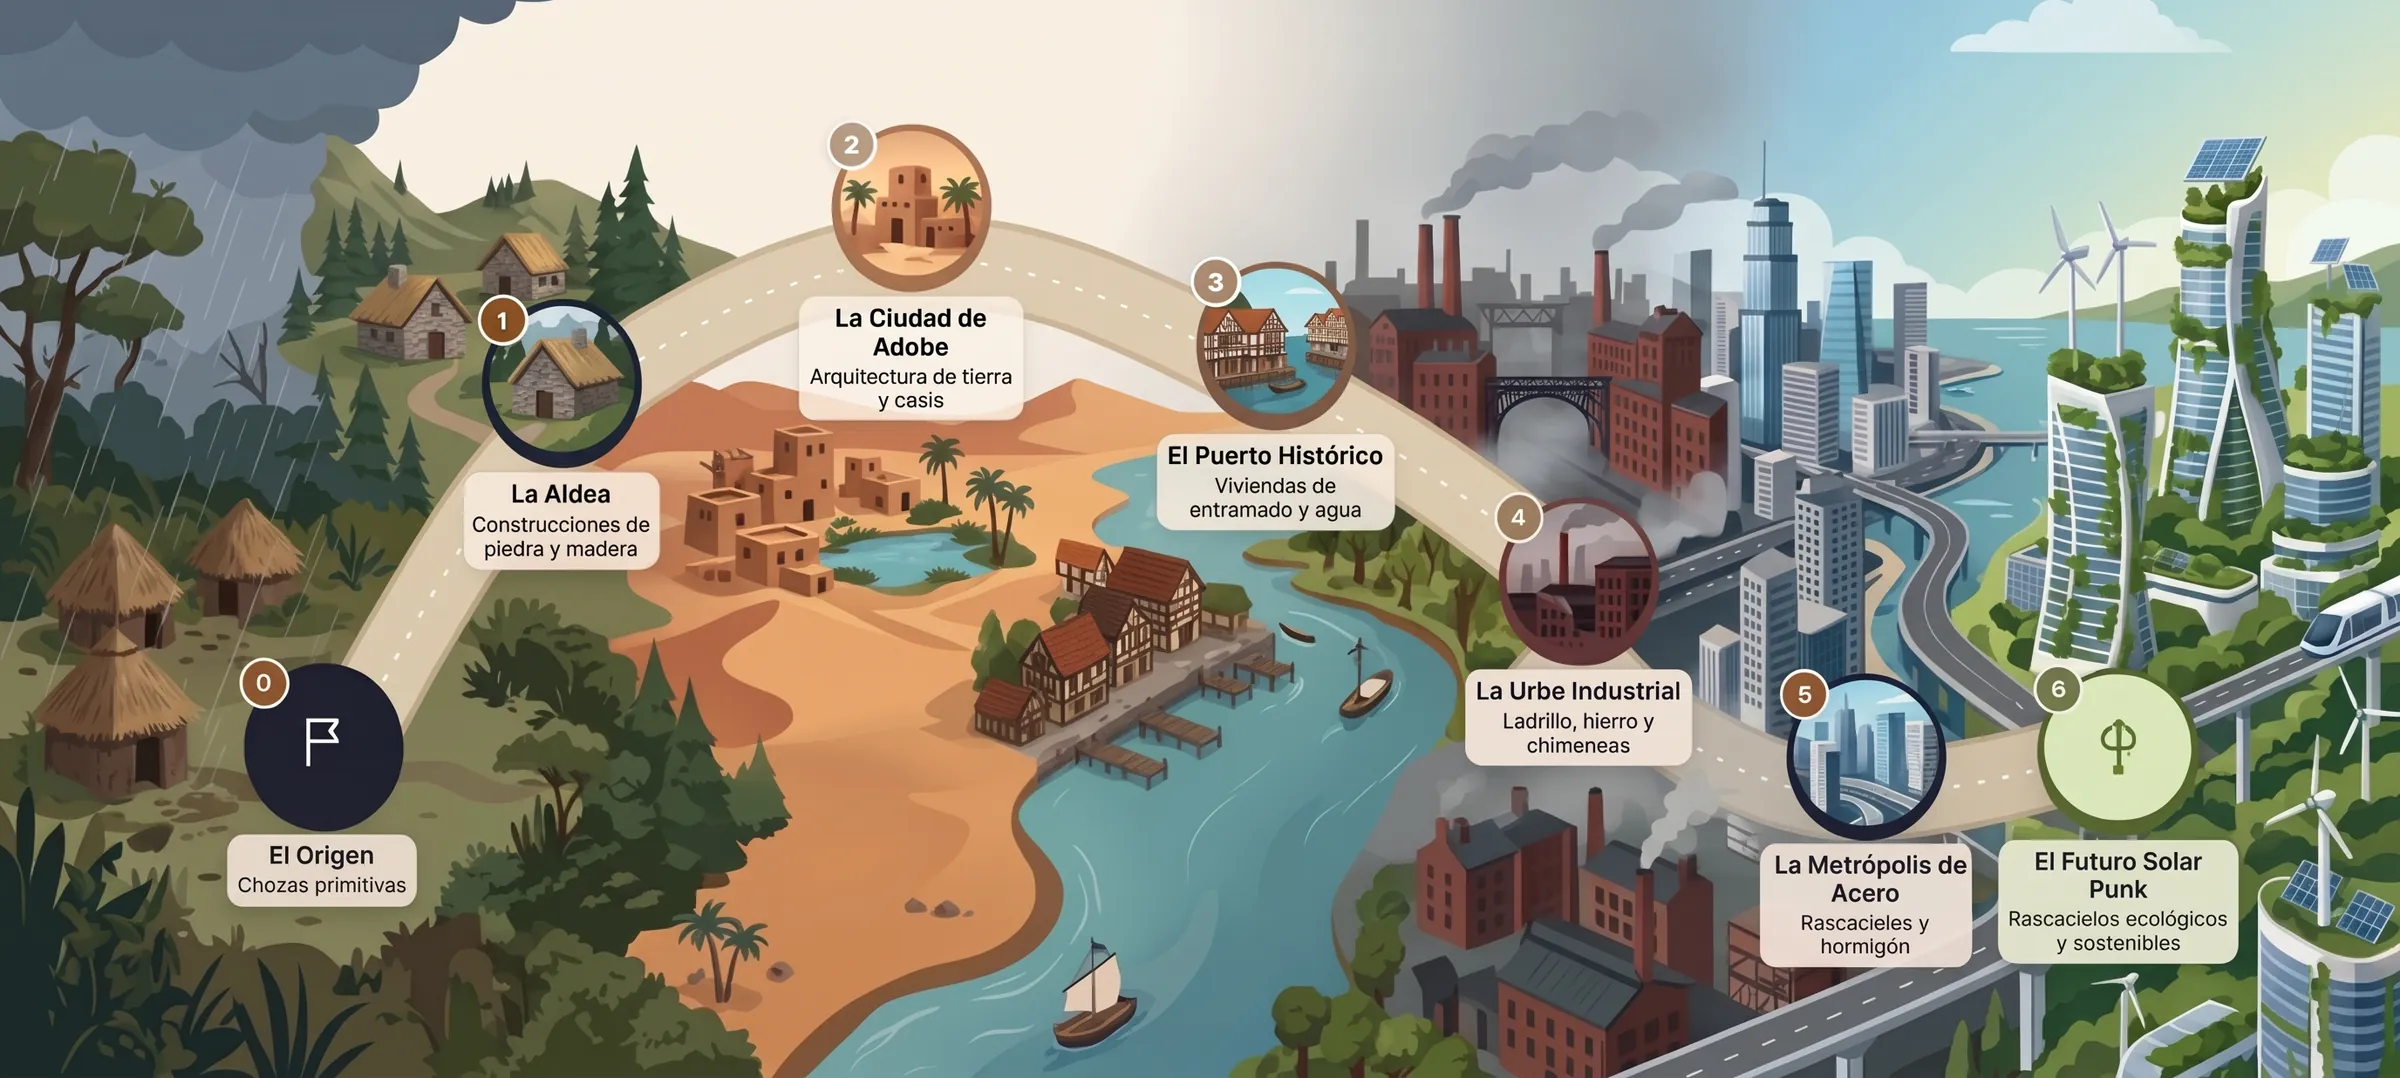 0
El Origen
Chozas primitivas
1
La Aldea
Construcciones de
piedra y madera
2
La Ciudad de
Adobe
Arquitectura de tierra
y casis
3
El Puerto Histórico
Viviendas de
entramado y agua
4
La Urbe Industrial
Ladrillo, hierro y
chimeneas
5
La Metrópolis de
Acero
Rascacieles y
hormigón
6
El Futuro Solar
Punk
Rascacielos ecológicos
y sostenibles